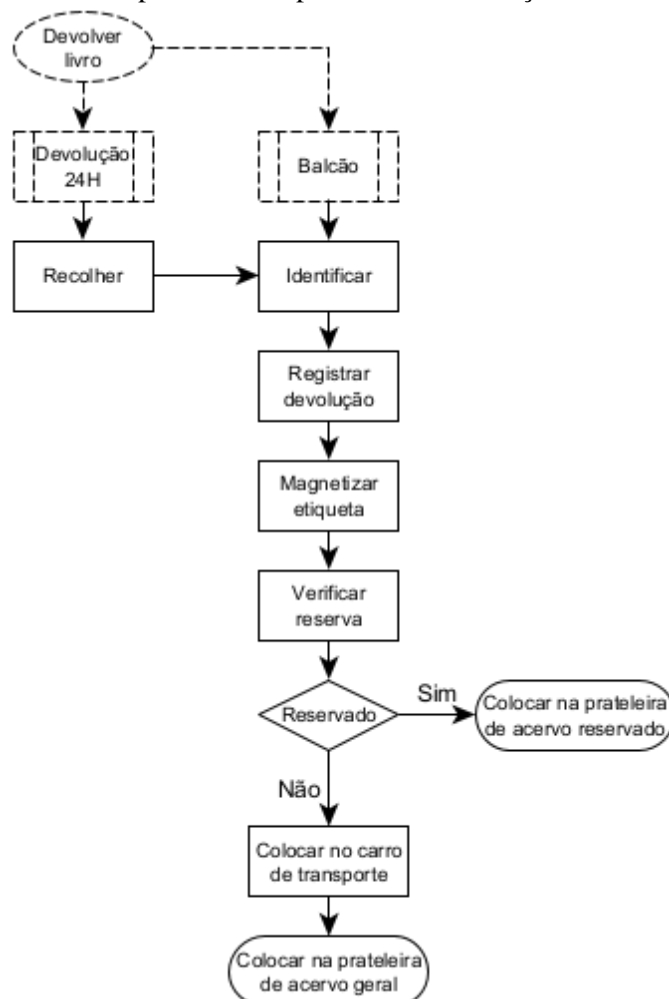 Devolver
livro
Devolução
24H
Balcão
Recolher
Identificar
Registrar
devolução
Magnetizar
etiqueta
Verificar
reserva
Reservado
Sim
Colocar na prateleira
de acervo reservado
Não
Colocar no carro
de transporte
Colocar na prateleira
de acervo geral